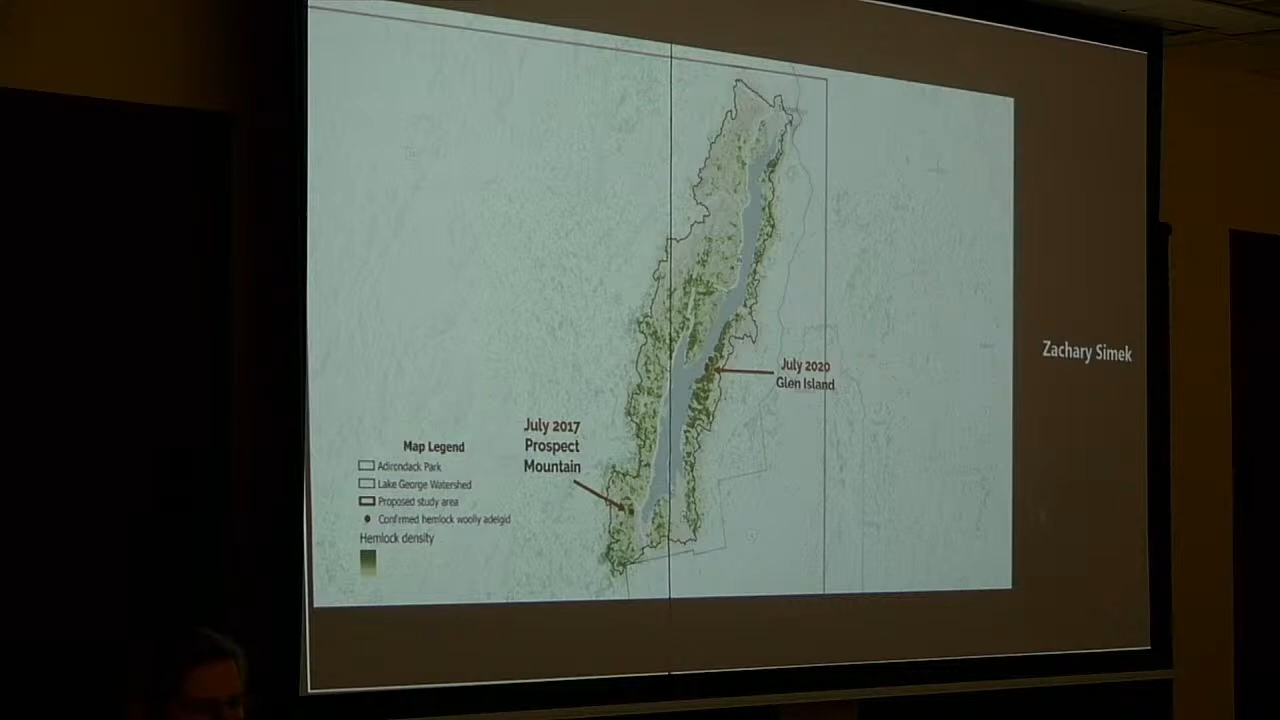 July 2020
Glen Island
Zachary Simek
July 2017
Prospect
Mountain
Map Legend
Adirondack Park
Lake George Watershed
Proposed study area
Confirmed hemlock woolly adelgid
Hemlock density